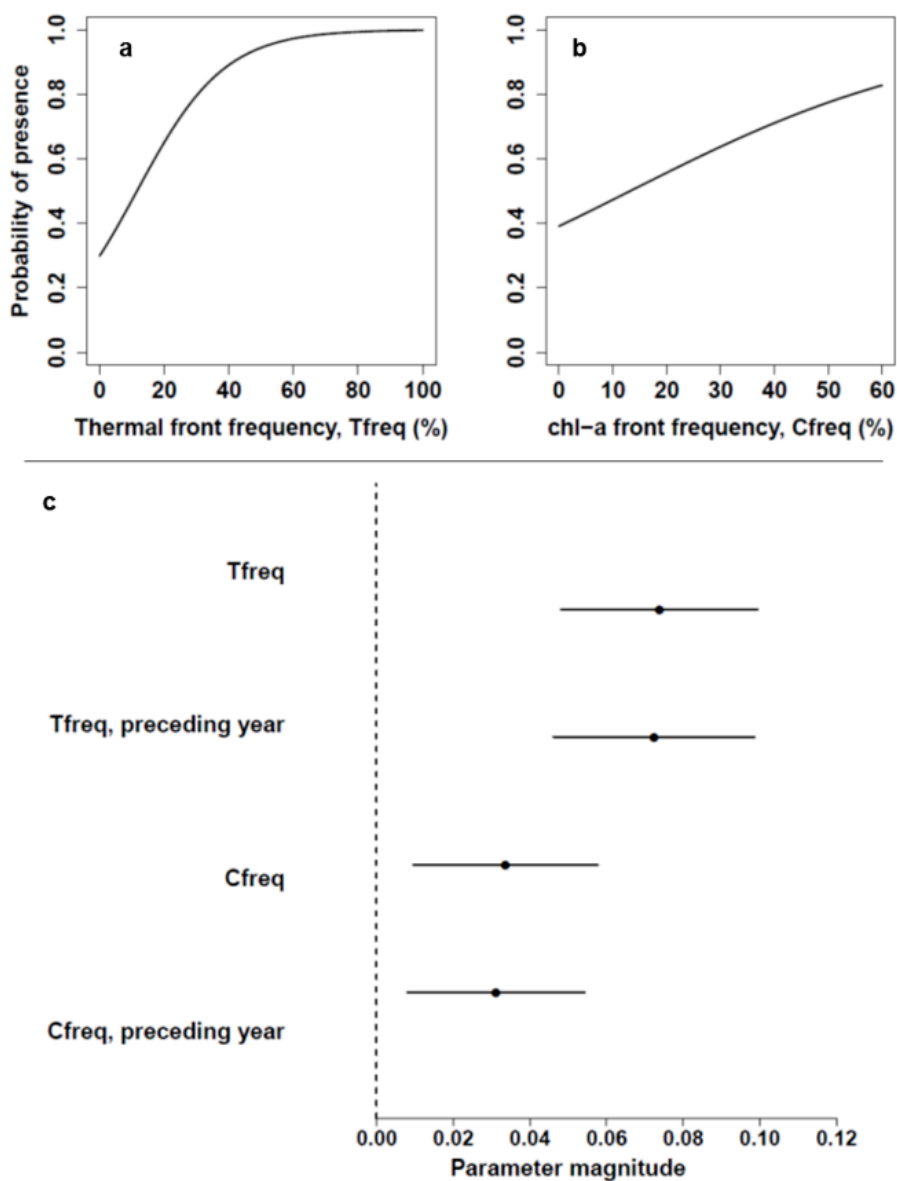 a
Probability of presence
0.0 0.2 0.4 0.6 0.8 1.0
0 20 40 60 80 100
Thermal front frequency, Tfreq (%)
b
0.0 0.2 0.4 0.6 0.8 1.0
0 10 20 30 40 50 60
chl−a front frequency, Cfreq (%)
c
Tfreq
Tfreq, preceding year
Cfreq
Cfreq, preceding year
0.00 0.02 0.04 0.06 0.08 0.10 0.12
Parameter magnitude